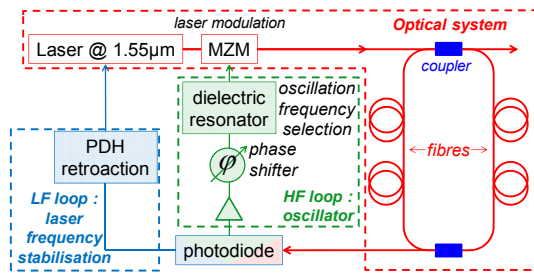 laser modulation
Optical system
Laser @ 1.55µm
MZM
coupler
dielectric
resonator
oscillation
frequency
selection
PDH
retroaction
φ
phase
shifter
fibres
LF loop :
laser
frequency
stabilisation
HF loop :
oscillator
photodiode